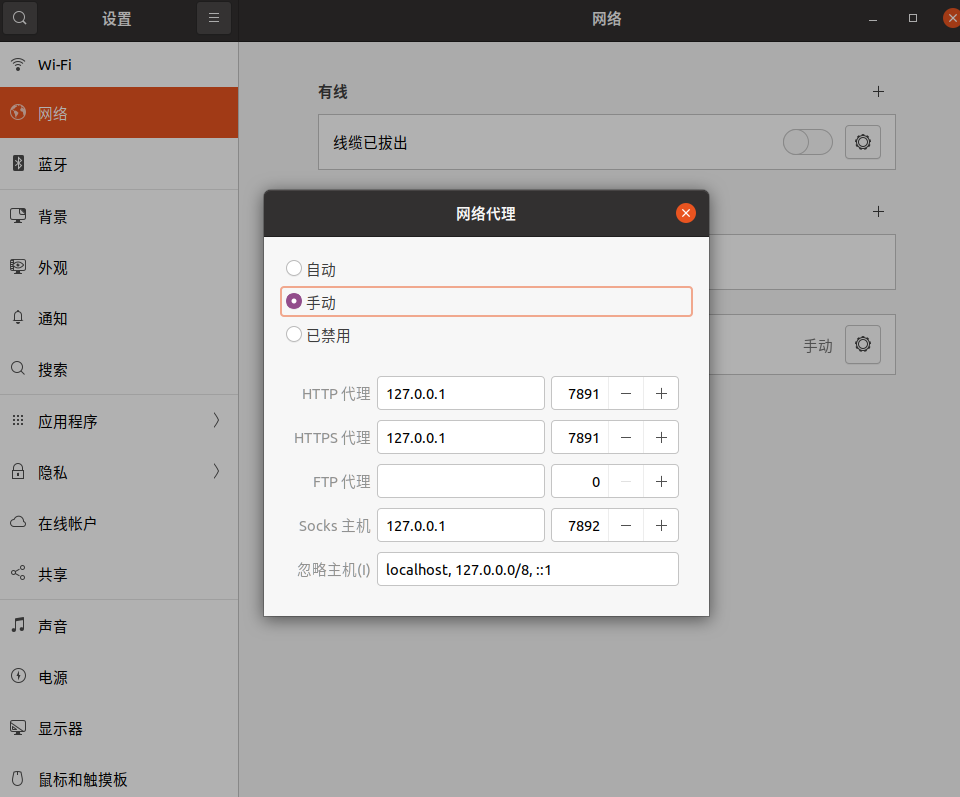 设置
网络
Wi-Fi
网络
蓝牙
背景
外观
通知
搜索
应用程序
隐私
在线帐户
共享
声音
电源
显示器
鼠标和触摸板
有线
线缆已拔出
手动
网络代理
自动
手动
已禁用
HTTP 代理 127.0.0.1 7891 − +
HTTPS 代理 127.0.0.1 7891 − +
FTP 代理 0 − +
Socks 主机 127.0.0.1 7892 − +
忽略主机(I) localhost, 127.0.0.0/8, ::1